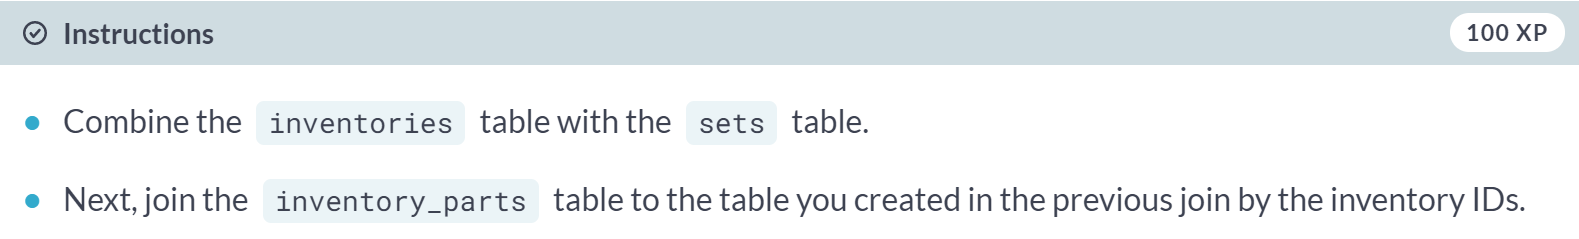 Instructions
100 XP
Combine the inventories table with the sets table.
Next, join the inventory_parts table to the table you created in the previous join by the inventory IDs.